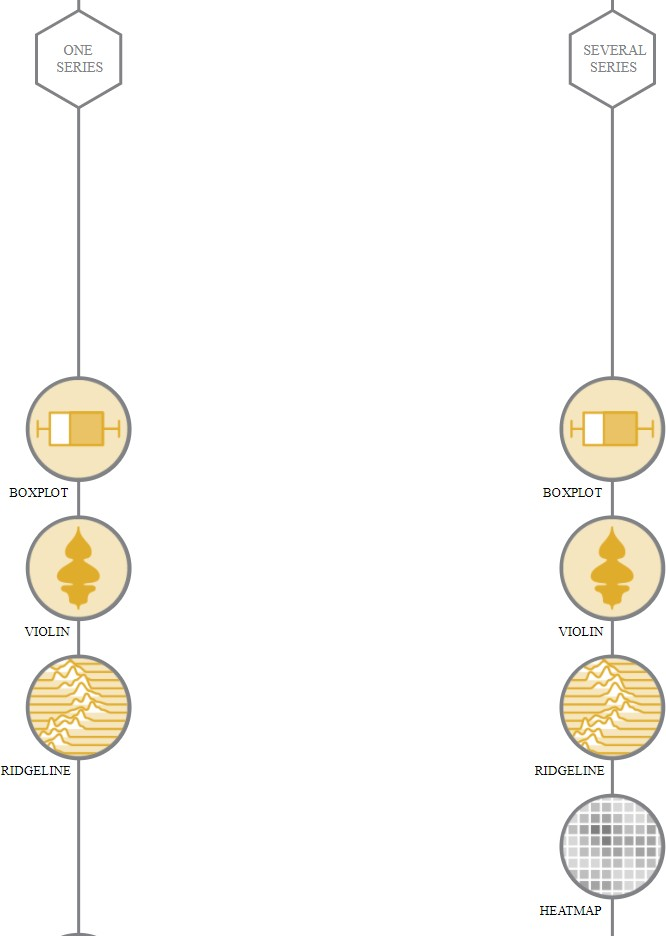 ONE
SERIES
SEVERAL
SERIES
BOXPLOT
BOXPLOT
VIOLIN
VIOLIN
RIDGELINE
RIDGELINE
HEATMAP